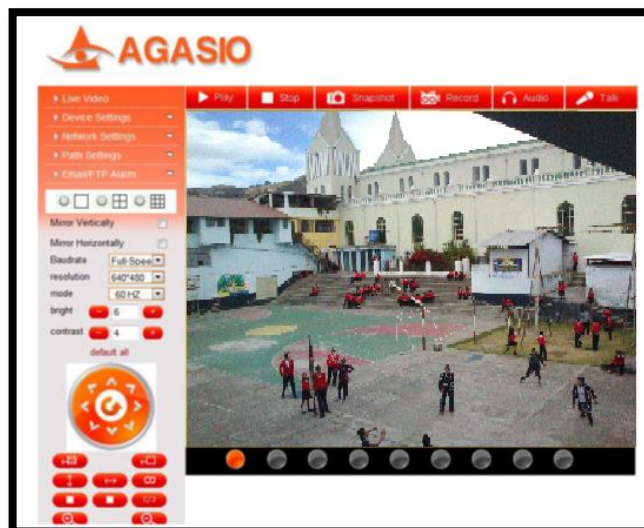 AGASIO
Live Video
Device Settings
Network Settings
Path Settings
Email/FTP Alarm
Play
Stop
Snapshot
Record
Audio
Talk
Mirror Vertically
Mirror Horizontally
Baudrate Full-Spee
resolution 640*480
mode 60 HZ
bright 6
contrast 4
default all